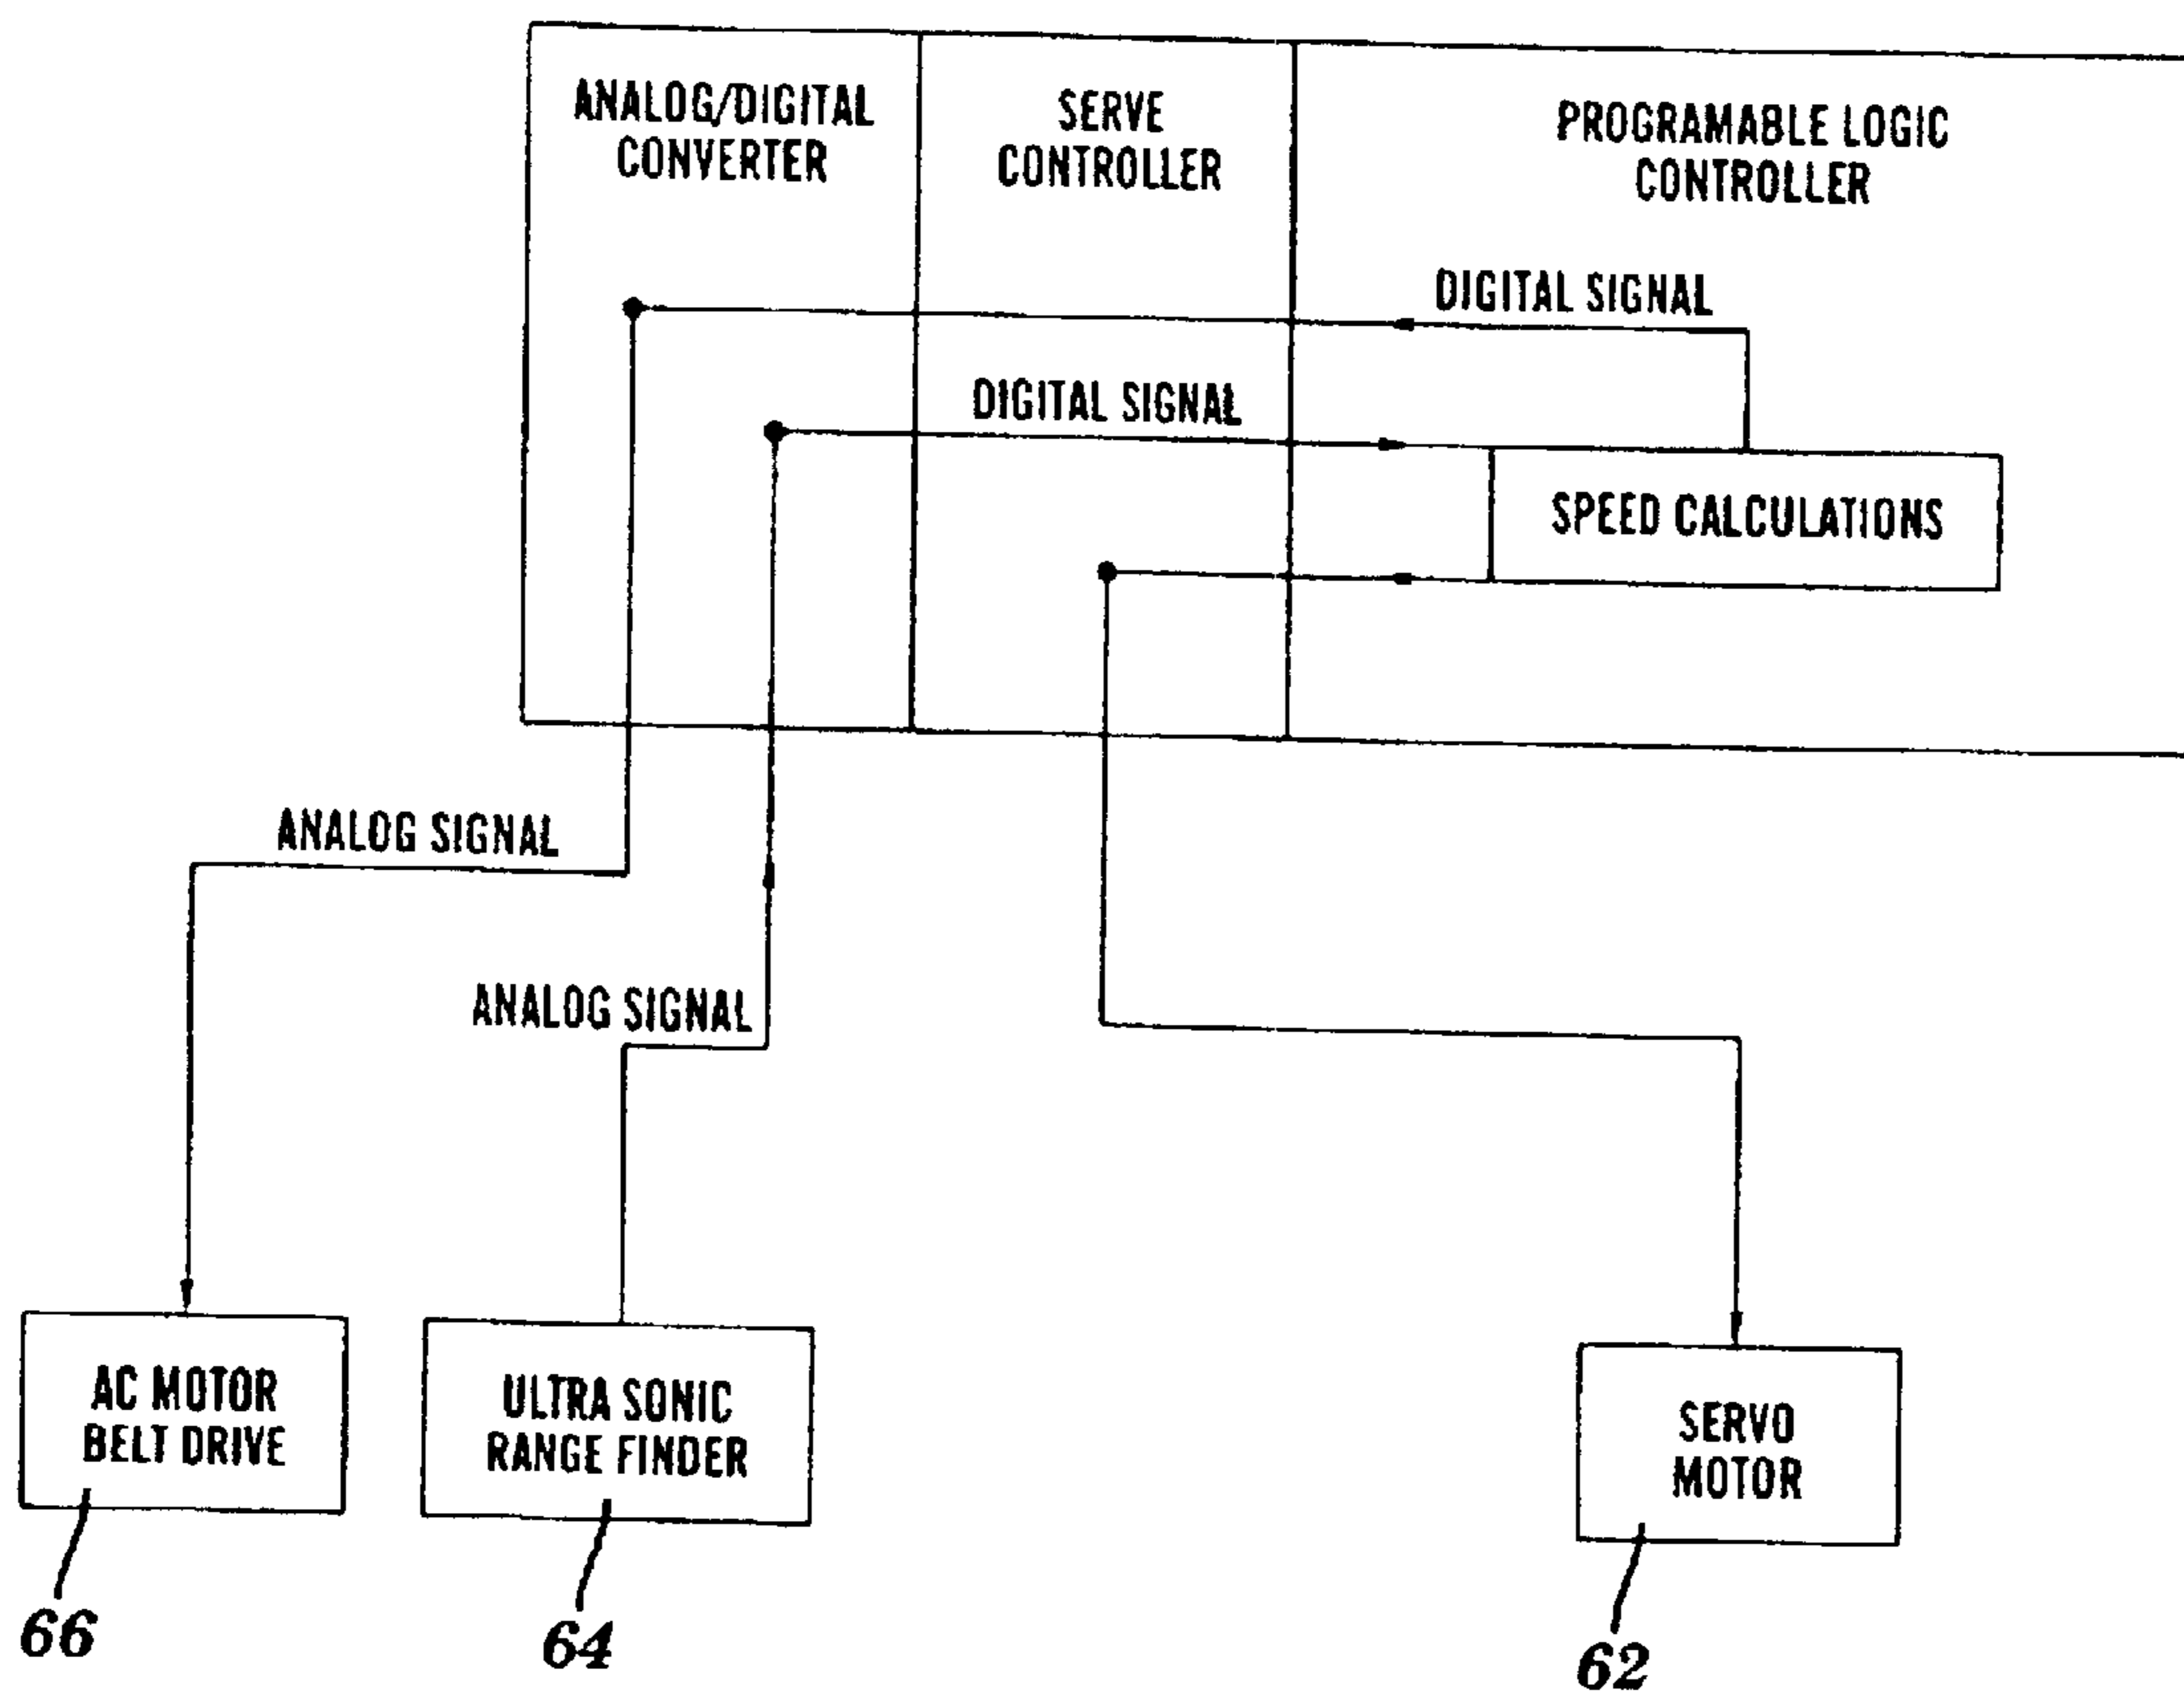 ANALOG/DIGITAL
CONVERTER
SERVE
CONTROLLER
PROGRAMABLE LOGIC
CONTROLLER
DIGITAL SIGNAL
DIGITAL SIGNAL
SPEED CALCULATIONS
ANALOG SIGNAL
ANALOG SIGNAL
AC MOTOR
BELT DRIVE
ULTRA SONIC
RANGE FINDER
SERVO
MOTOR
66
64
62